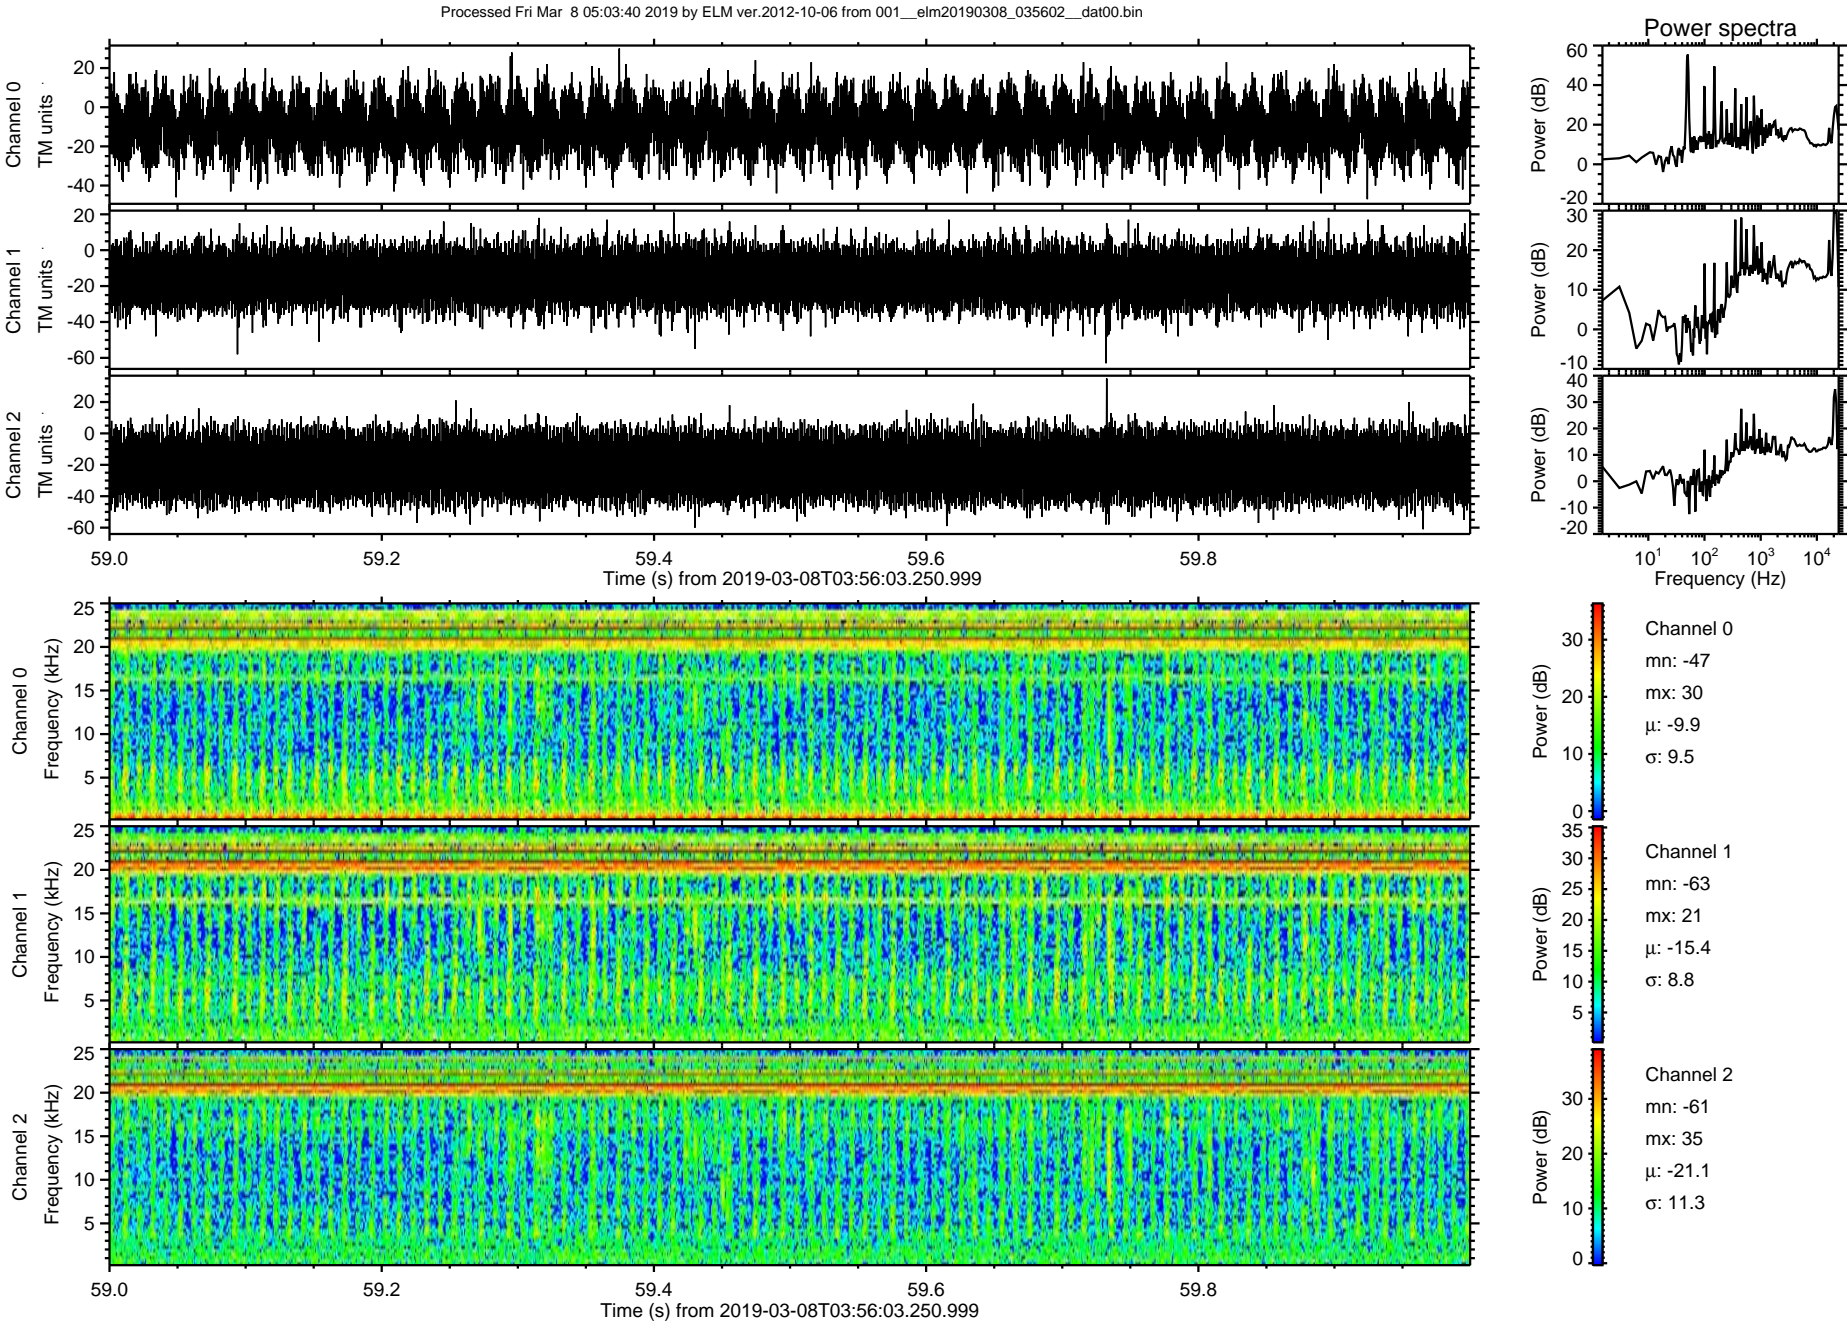 Processed Fri Mar 8 05:03:40 2019 by ELM ver.2012-10-06 from 001__elm20190308_035602__dat00.bin
Power spectra
Channel 0
TM units
20
0
-20
-40
Power (dB)
60
40
20
0
-20
Channel 1
TM units
20
0
-20
-40
-60
Power (dB)
30
20
10
0
-10
Channel 2
TM units
20
0
-20
-40
-60
Power (dB)
40
30
20
10
0
-10
-20
59.0 59.2 59.4 59.6 59.8
Time (s) from 2019-03-08T03:56:03.250.999
10¹ 10² 10³ 10⁴
Frequency (Hz)
Channel 0
Frequency (kHz)
25
20
15
10
5
Power (dB)
30
20
10
0
Channel 0
mn: -47
mx: 30
μ: -9.9
σ: 9.5
Channel 1
Frequency (kHz)
25
20
15
10
5
Power (dB)
35
30
25
20
15
10
5
Channel 1
mn: -63
mx: 21
μ: -15.4
σ: 8.8
Channel 2
Frequency (kHz)
25
20
15
10
5
Power (dB)
30
20
10
0
Channel 2
mn: -61
mx: 35
μ: -21.1
σ: 11.3
59.0 59.2 59.4 59.6 59.8
Time (s) from 2019-03-08T03:56:03.250.999